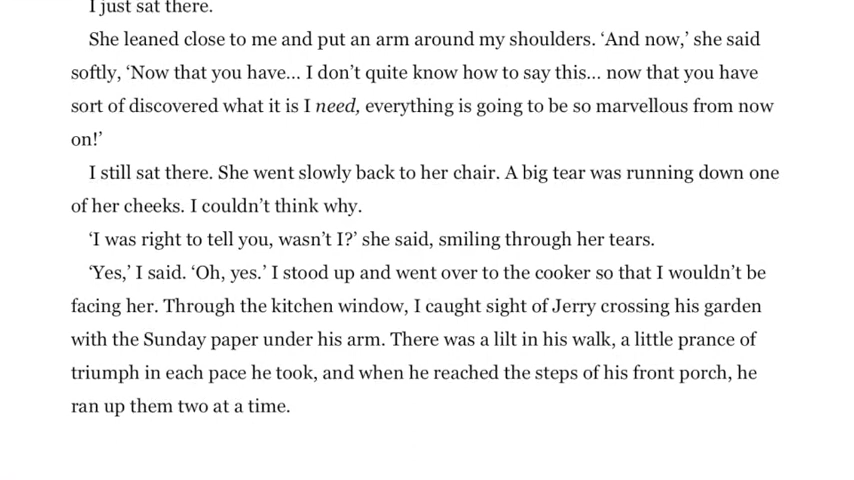 I just sat there.
She leaned close to me and put an arm around my shoulders. ‘And now,’ she said
softly, ‘Now that you have… I don’t quite know how to say this… now that you have
sort of discovered what it is I need, everything is going to be so marvellous from now
on!’
I still sat there. She went slowly back to her chair. A big tear was running down one
of her cheeks. I couldn’t think why.
‘I was right to tell you, wasn’t I?’ she said, smiling through her tears.
‘Yes,’ I said. ‘Oh, yes.’ I stood up and went over to the cooker so that I wouldn’t be
facing her. Through the kitchen window, I caught sight of Jerry crossing his garden
with the Sunday paper under his arm. There was a lilt in his walk, a little prance of
triumph in each pace he took, and when he reached the steps of his front porch, he
ran up them two at a time.